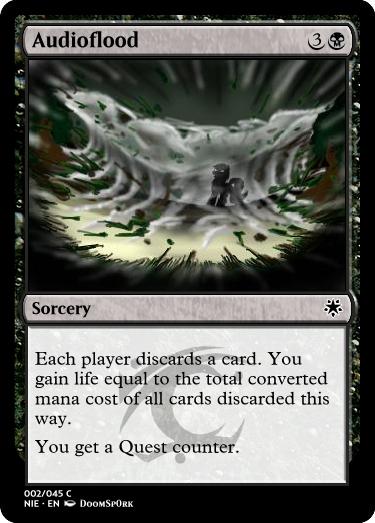 Audioflood 3
Sorcery
Each player discards a card. You
gain life equal to the total converted
mana cost of all cards discarded this
way.
You get a Quest counter.
002/045 C
NIE • EN DoomSp0rk